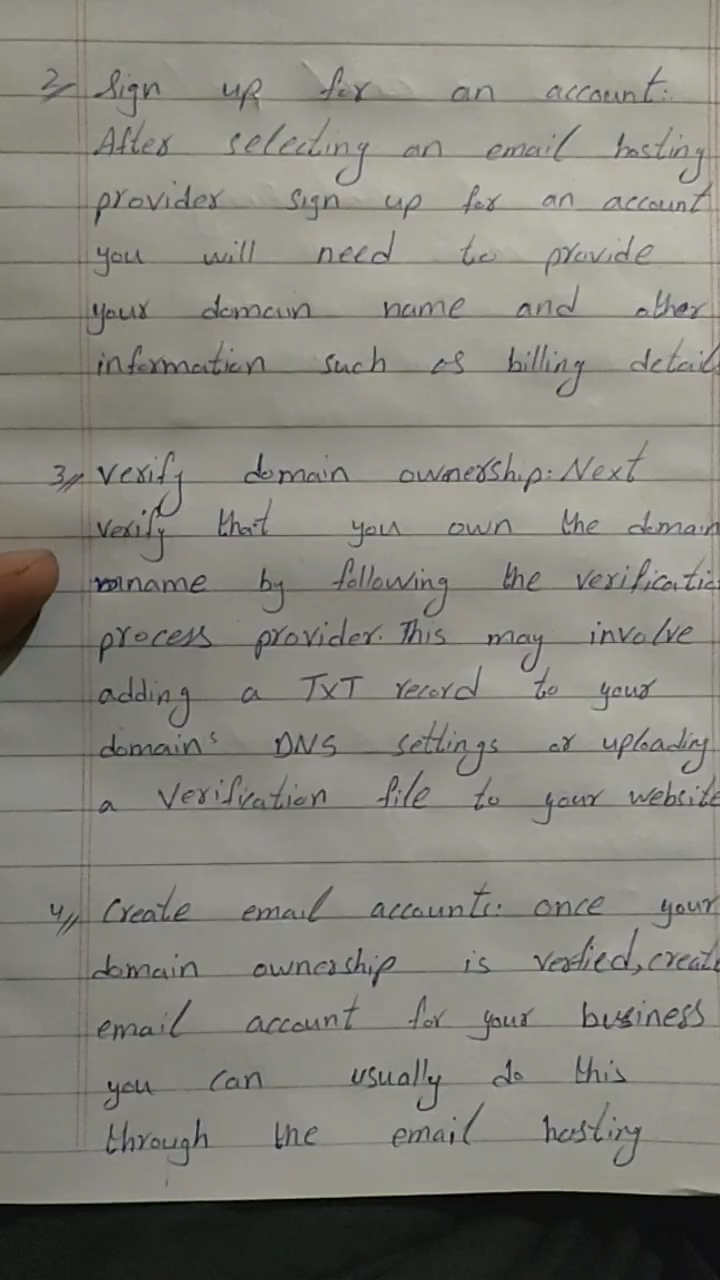 2// Sign up for an account:
After selecting an email hosting
provider sign up for an account
you will need to provide
your domain name and other
information such as billing detail
3// verify domain ownership: Next
verify that you own the domain
name by following the verificatio
process provider. This may involve
adding a TXT record to your
domain's DNS settings or uploading
a Verifivation file to your website
4// Create email accounts: once your
domain ownership is verfied, create
email account for your business
you can usually do this
through the email hosting